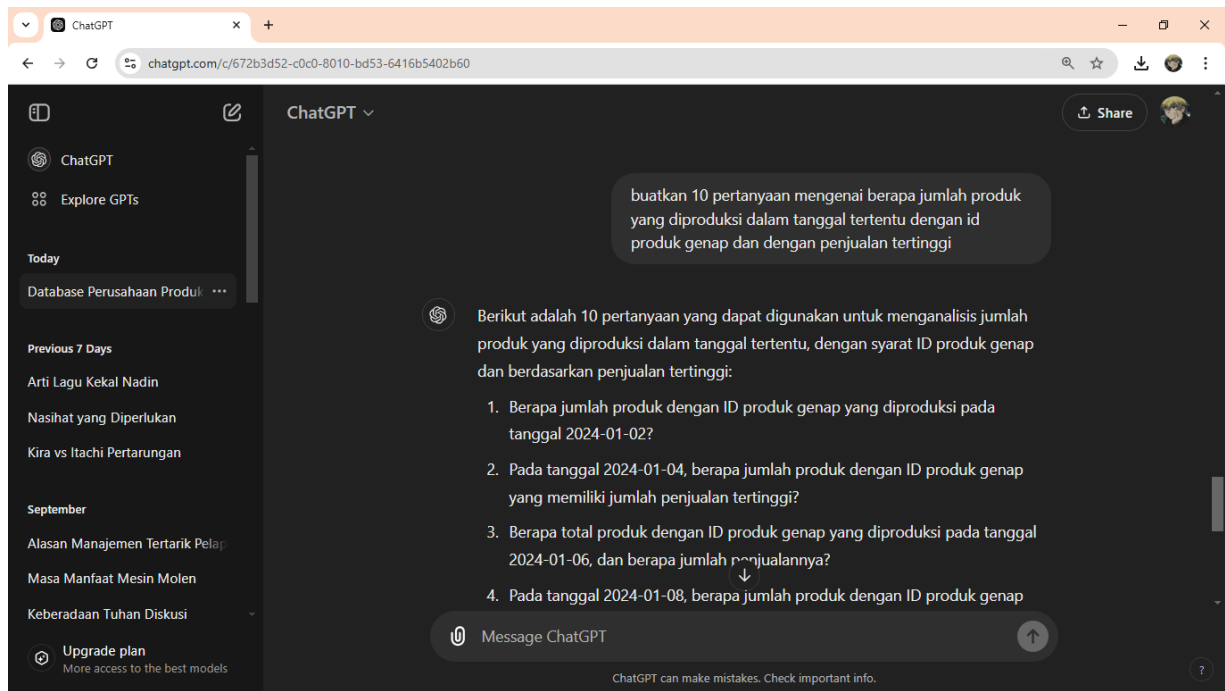 ChatGPT
chatgpt.com/c/672b3d52-c0c0-8010-bd53-6416b5402b60
ChatGPT
Explore GPTs
Today
Database Perusahaan Produk
Previous 7 Days
Arti Lagu Kekal Nadin
Nasihat yang Diperlukan
Kira vs Itachi Pertarungan
September
Alasan Manajemen Tertarik Pelap
Masa Manfaat Mesin Molen
Keberadaan Tuhan Diskusi
Upgrade plan
More access to the best models
ChatGPT
Share
buatkan 10 pertanyaan mengenai berapa jumlah produk
yang diproduksi dalam tanggal tertentu dengan id
produk genap dan dengan penjualan tertinggi
Berikut adalah 10 pertanyaan yang dapat digunakan untuk menganalisis jumlah
produk yang diproduksi dalam tanggal tertentu, dengan syarat ID produk genap
dan berdasarkan penjualan tertinggi:
1. Berapa jumlah produk dengan ID produk genap yang diproduksi pada
tanggal 2024-01-02?
2. Pada tanggal 2024-01-04, berapa jumlah produk dengan ID produk genap
yang memiliki jumlah penjualan tertinggi?
3. Berapa total produk dengan ID produk genap yang diproduksi pada tanggal
2024-01-06, dan berapa jumlah penjualannya?
4. Pada tanggal 2024-01-08, berapa jumlah produk dengan ID produk genap
Message ChatGPT
ChatGPT can make mistakes. Check important info.
?